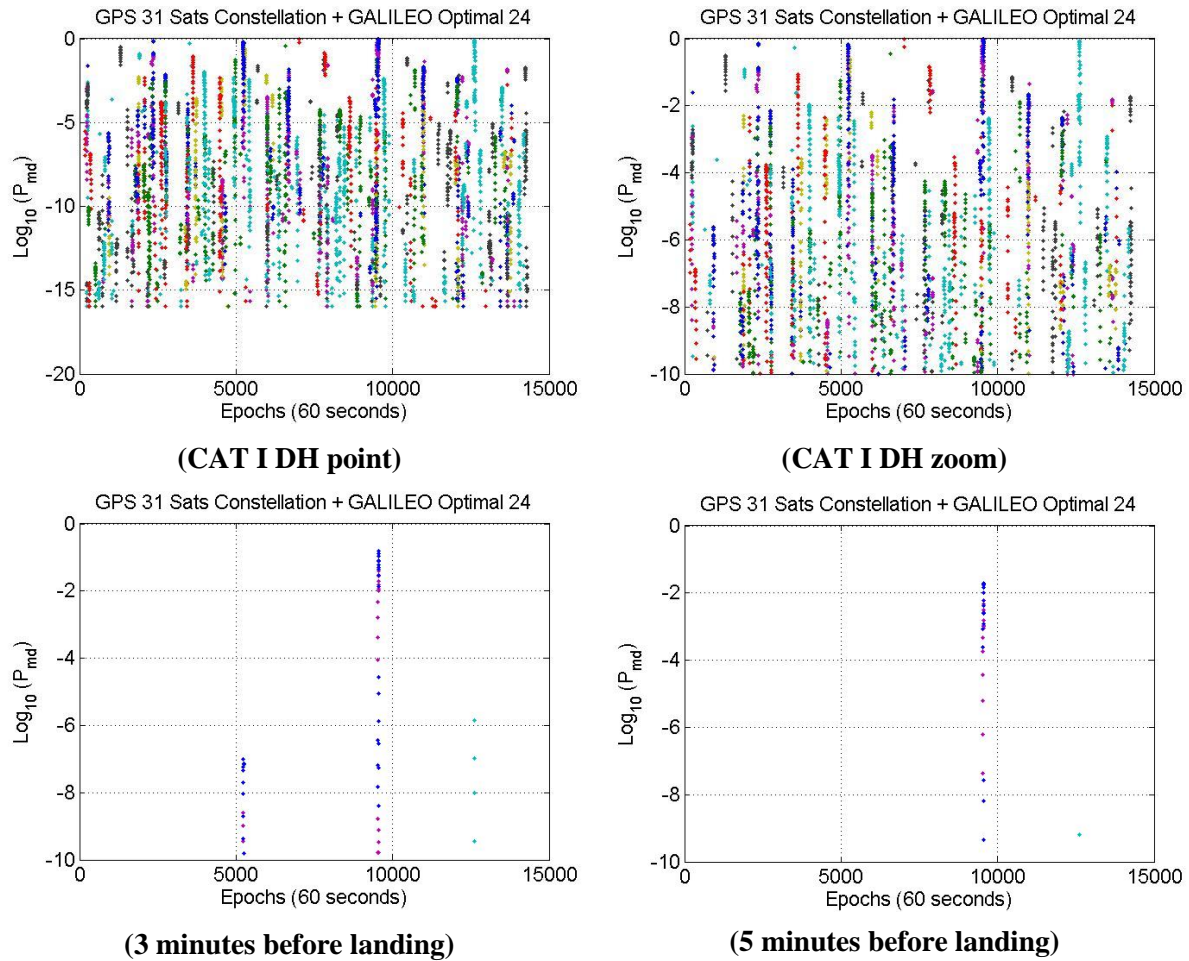 GPS 31 Sats Constellation + GALILEO Optimal 24
0
-5
-10
-15
-20
Log10 (Pmd)
0 5000 10000 15000
Epochs (60 seconds)
(CAT I DH point)
GPS 31 Sats Constellation + GALILEO Optimal 24
0
-2
-4
-6
-8
-10
Log10 (Pmd)
0 5000 10000 15000
Epochs (60 seconds)
(CAT I DH zoom)
GPS 31 Sats Constellation + GALILEO Optimal 24
0
-2
-4
-6
-8
-10
Log10 (Pmd)
0 5000 10000 15000
Epochs (60 seconds)
(3 minutes before landing)
GPS 31 Sats Constellation + GALILEO Optimal 24
0
-2
-4
-6
-8
-10
Log10 (Pmd)
0 5000 10000 15000
Epochs (60 seconds)
(5 minutes before landing)